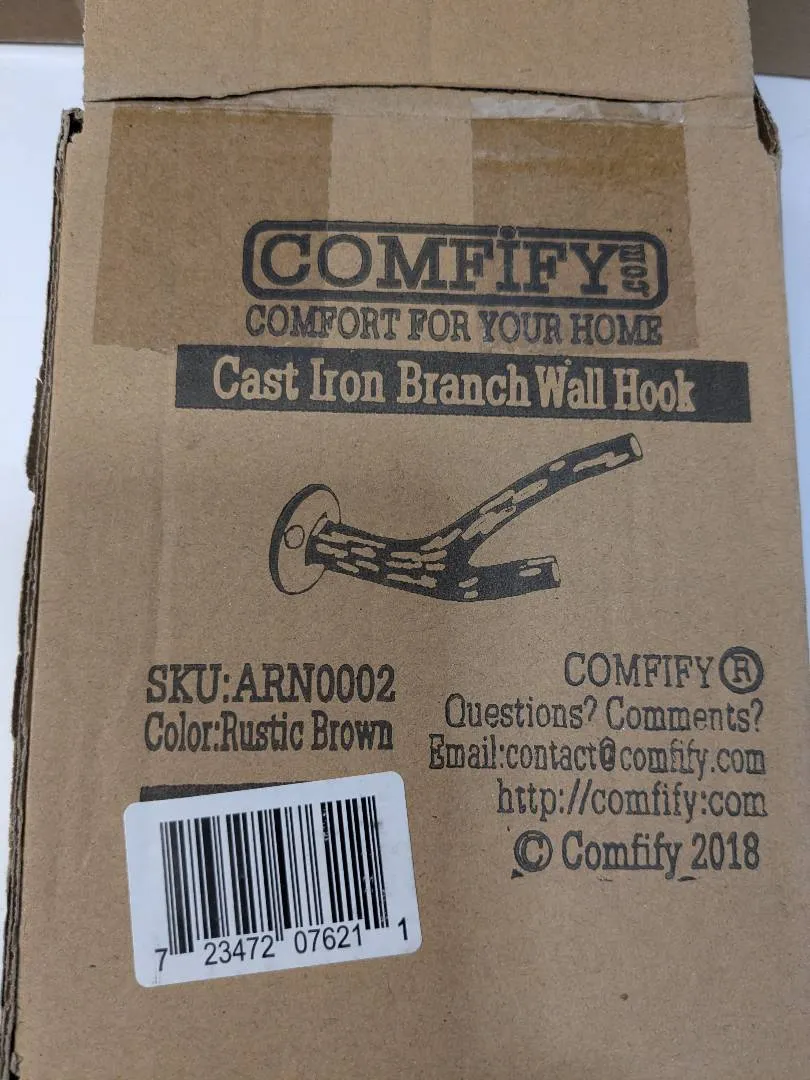 COMFiFY.com
COMFORT FOR YOUR HOME
Cast Iron Branch Wall Hook
SKU:ARN0002
Color:Rustic Brown
COMFIFY®
Questions? Comments?
Email:contact@comfify.com
http://comfify:com
© Comfify 2018
7 23472 07621 1